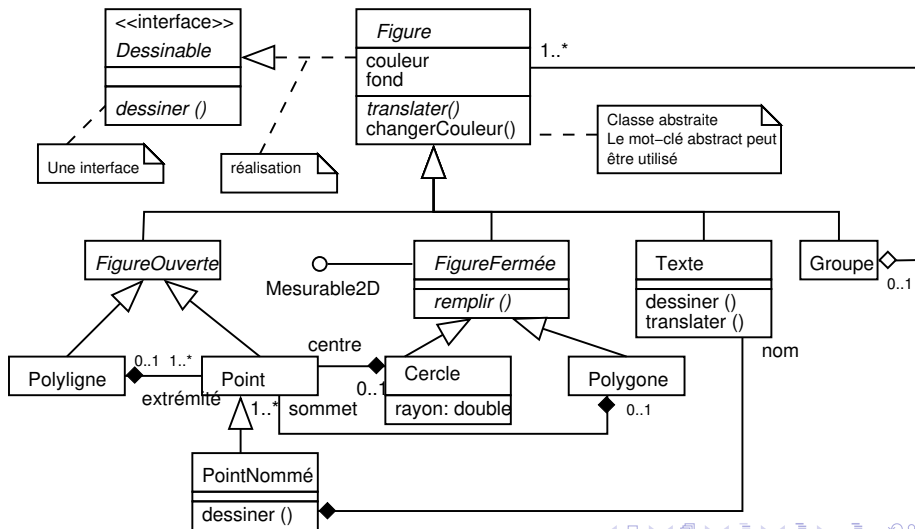 <<interface>>
Dessinable
dessiner ()
Une interface
réalisation
Figure
couleur
fond
translater()
changerCouleur()
1..*
Classe abstraite
Le mot-clé abstract peut
être utilisé
FigureOuverte
Mesurable2D
FigureFermée
remplir ()
Texte
dessiner ()
translater ()
Groupe
0..1
nom
Polyligne
0..1 1..*
extrémité
Point
centre
0..1
Cercle
rayon: double
Polygone
0..1
1..*
sommet
PointNommé
dessiner ()